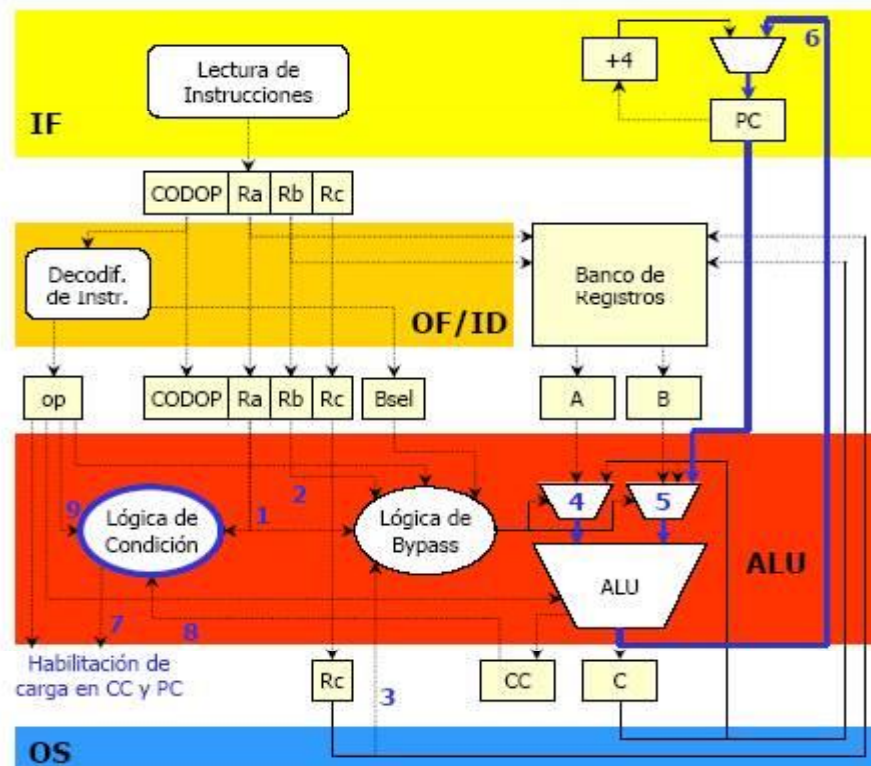 6
+4
Lectura de
Instrucciones
PC
IF
CODOP Ra Rb Rc
Decodif.
de Instr.
Banco de
Registros
OF/ID
op
CODOP Ra Rb Rc
Bsel
A
B
9
Lógica de
Condición
1
2
Lógica de
Bypass
4
5
ALU
ALU
7
8
Habilitación de
carga en CC y PC
Rc
3
CC
C
OS